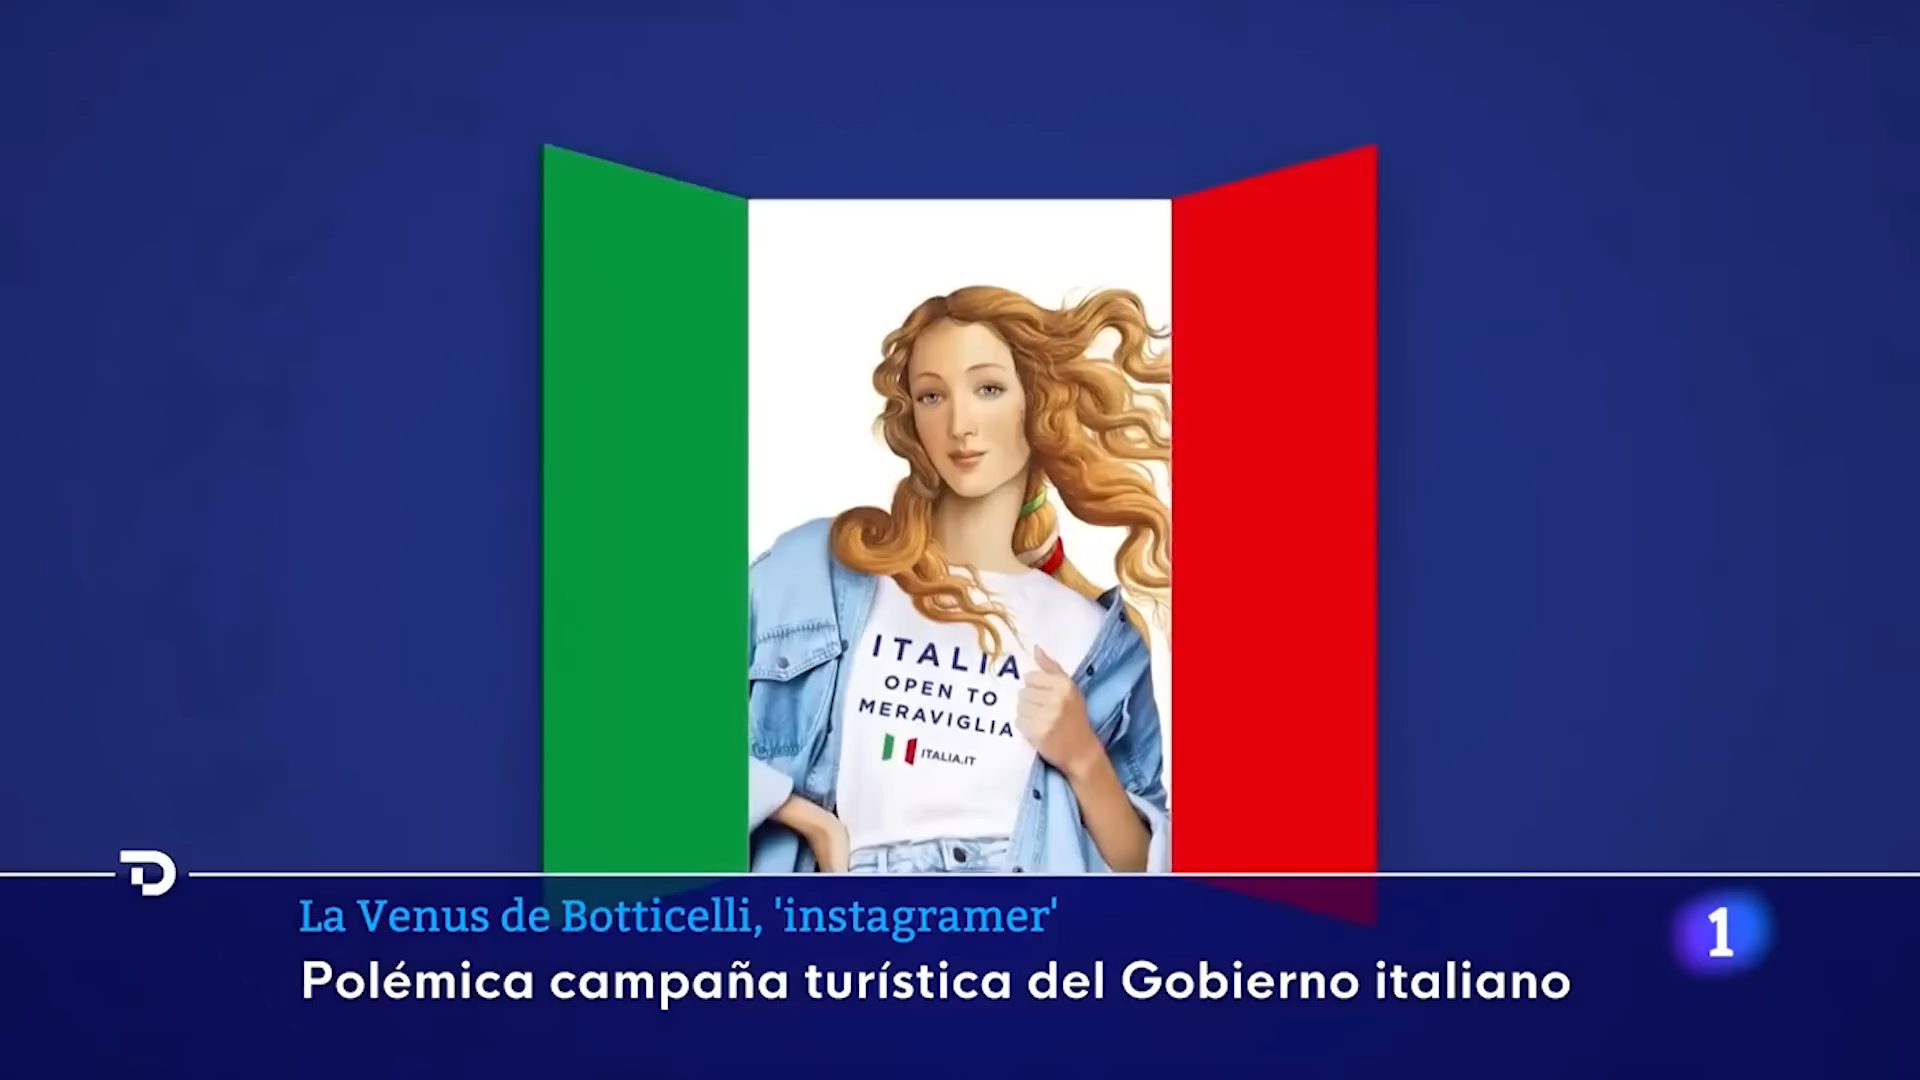 ITALIA
OPEN TO
MERAVIGLIA
ITALIA.IT
La Venus de Botticelli, 'instagramer'
Polémica campaña turística del Gobierno italiano
1